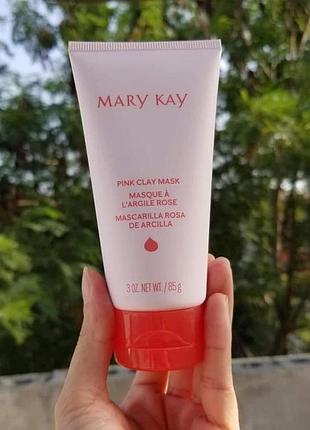 MARY KAY
PINK CLAY MASK
MASQUE À
L'ARGILE ROSE
MASCARILLA ROSA
DE ARCILLA
3 OZ. NET WT. / 85 g